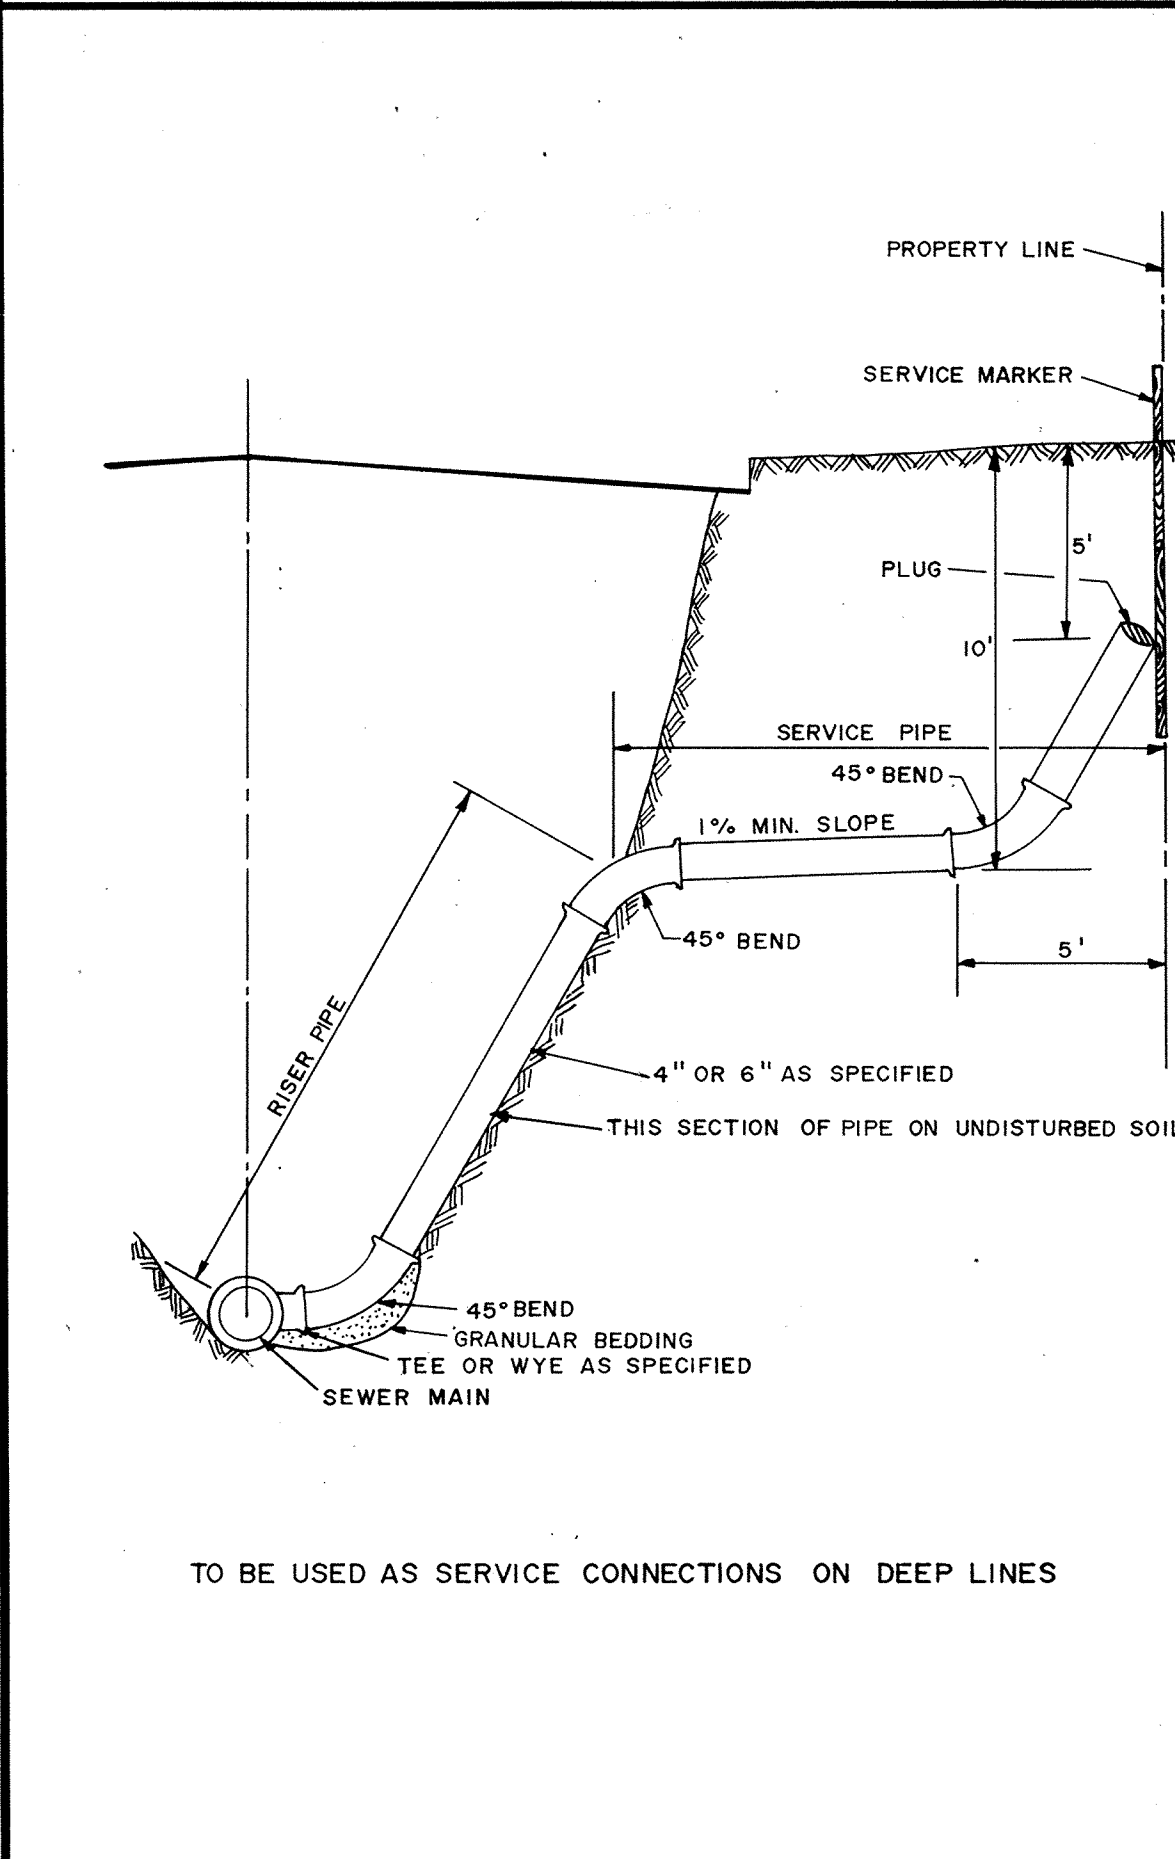 PROPERTY LINE
SERVICE MARKER
5'
PLUG
10'
SERVICE PIPE
45° BEND
1% MIN. SLOPE
45° BEND
5'
RISER PIPE
4" OR 6" AS SPECIFIED
THIS SECTION OF PIPE ON UNDISTURBED SOIL
45° BEND
GRANULAR BEDDING
TEE OR WYE AS SPECIFIED
SEWER MAIN
TO BE USED AS SERVICE CONNECTIONS ON DEEP LINES